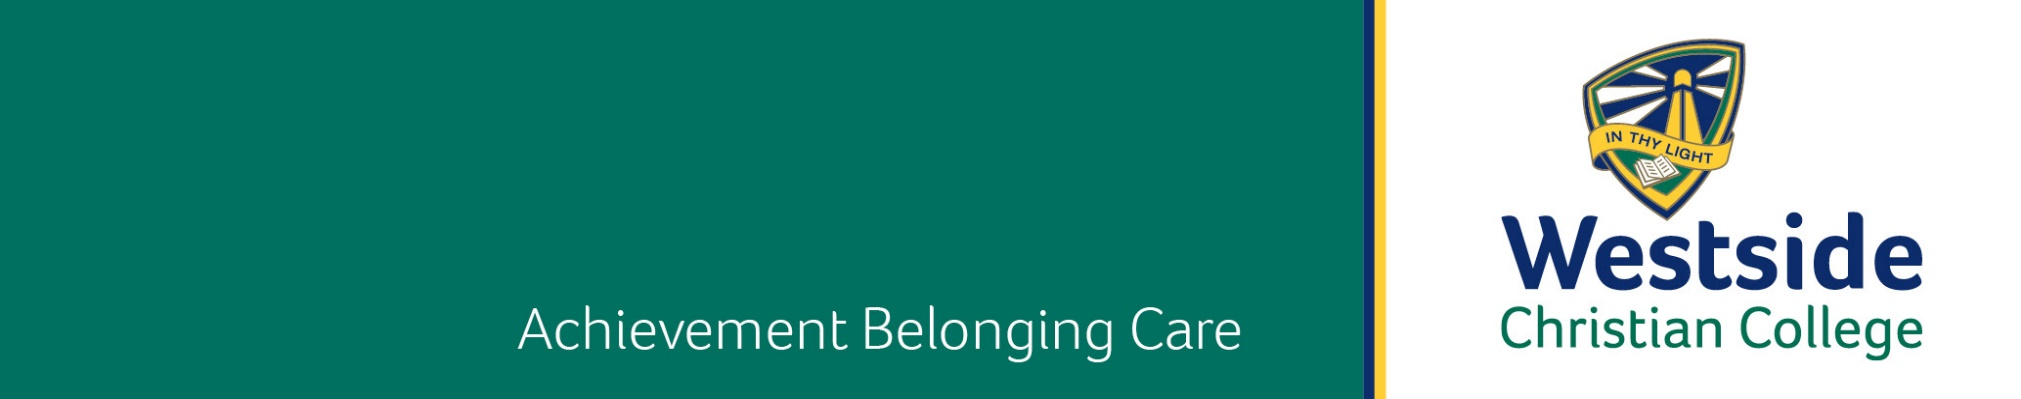 Achievement Belonging Care
IN THY LIGHT
Westside
Christian College